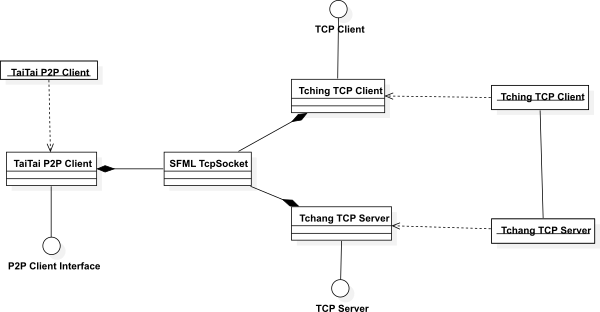 TCP Client
TaiTai P2P Client
Tching TCP Client
Tching TCP Client
TaiTai P2P Client
SFML TcpSocket
Tchang TCP Server
Tchang TCP Server
P2P Client Interface
TCP Server